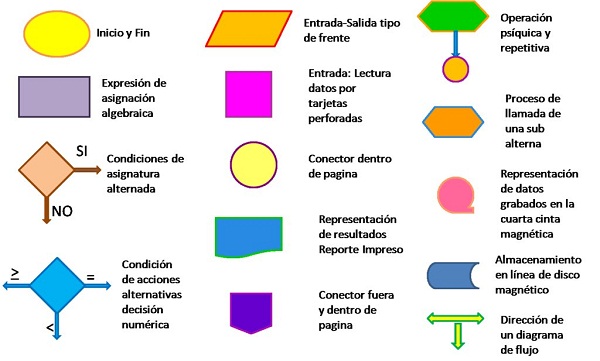 Inicio y Fin
Expresión de
asignación
algebraica
SI
Condiciones de
asignatura
alternada
NO
≥
=
<
Condición
de acciones
alternativas
decisión
numérica
Entrada-Salida tipo
de frente
Entrada: Lectura
datos por
tarjetas
perforadas
Conector dentro
de pagina
Representación
de resultados
Reporte Impreso
Conector fuera
y dentro de
pagina
Operación
psíquica y
repetitiva
Proceso de
llamada de
una sub
alterna
Representación
de datos
grabados en la
cuarta cinta
magnética
Almacenamiento
en línea de disco
magnético
Dirección de
un diagrama
de flujo